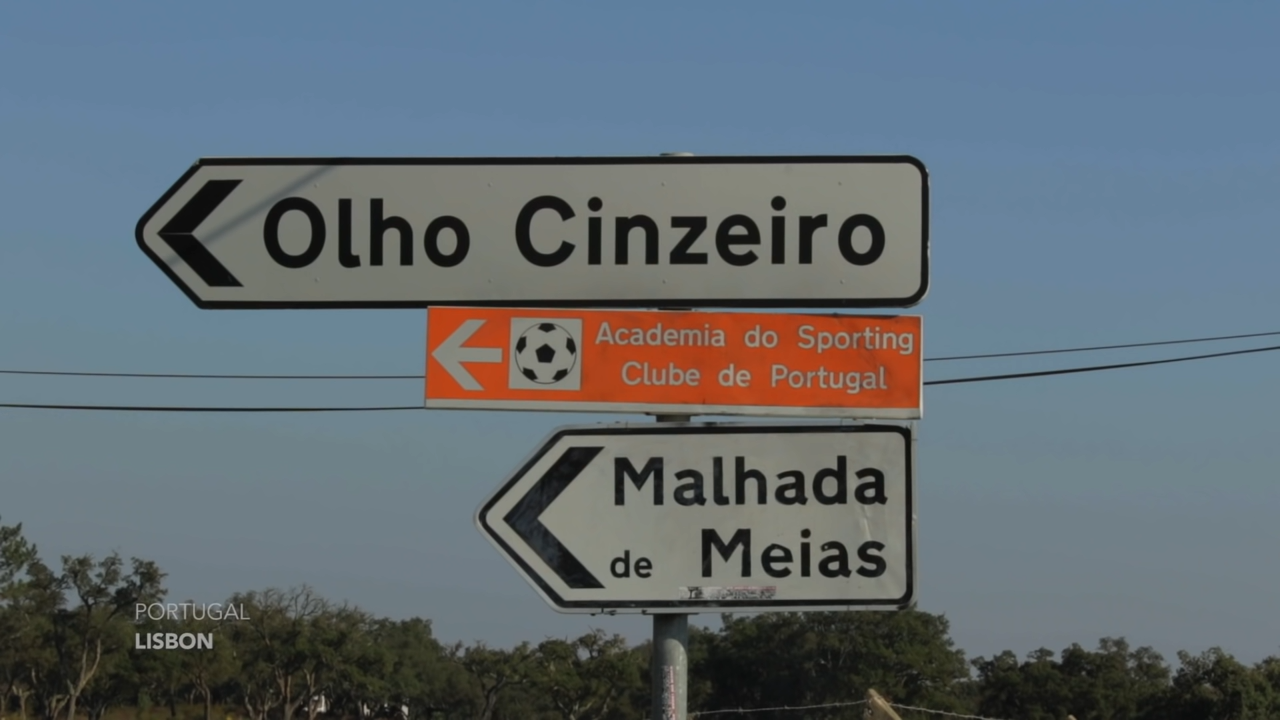 Olho Cinzeiro
Academia do Sporting
Clube de Portugal
Malhada
de Meias
PORTUGAL
LISBON